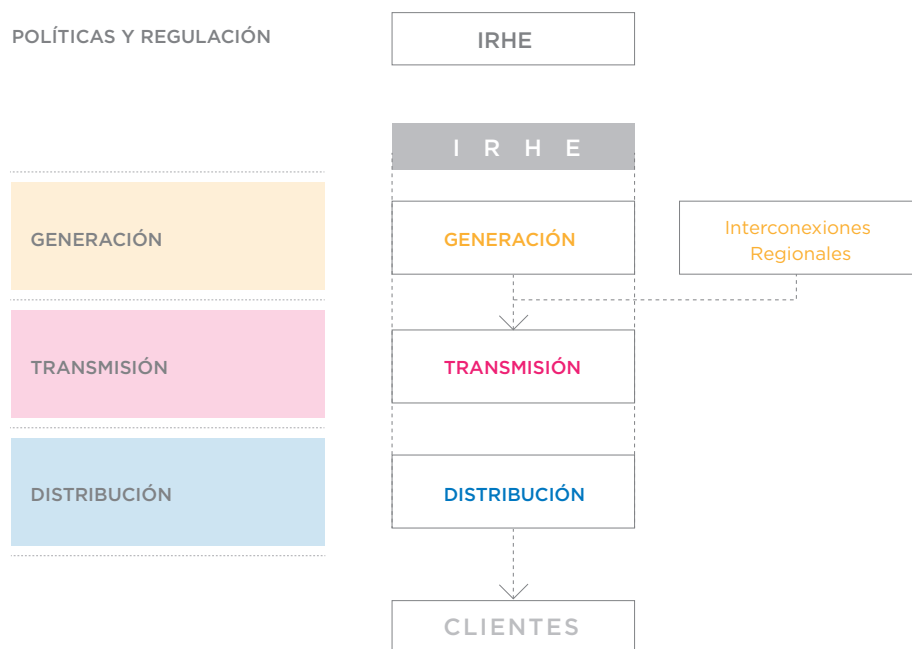 POLÍTICAS Y REGULACIÓN
IRHE
I R H E
GENERACIÓN
GENERACIÓN
Interconexiones
Regionales
TRANSMISIÓN
TRANSMISIÓN
DISTRIBUCIÓN
DISTRIBUCIÓN
CLIENTES